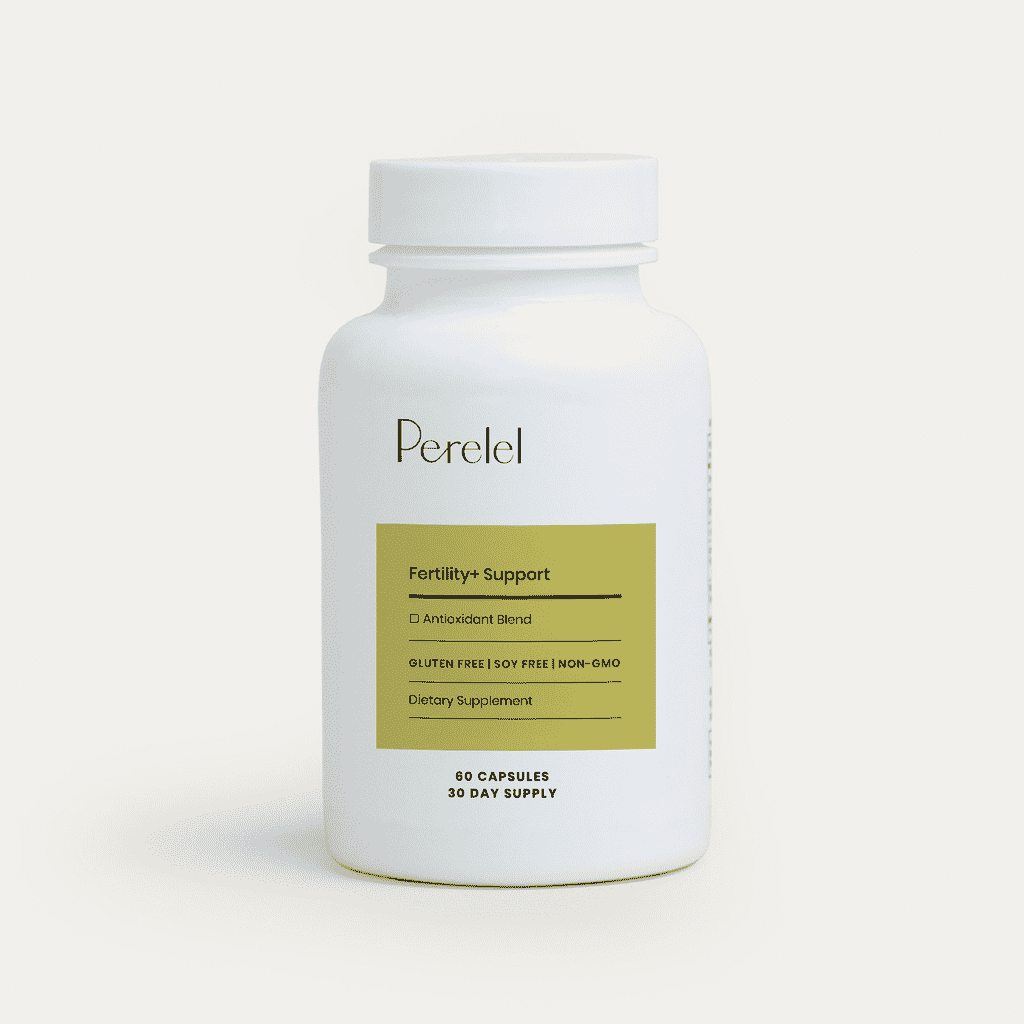 Perelel
Fertility+ Support
☐ Antioxidant Blend
GLUTEN FREE | SOY FREE | NON-GMO
Dietary Supplement
60 CAPSULES
30 DAY SUPPLY